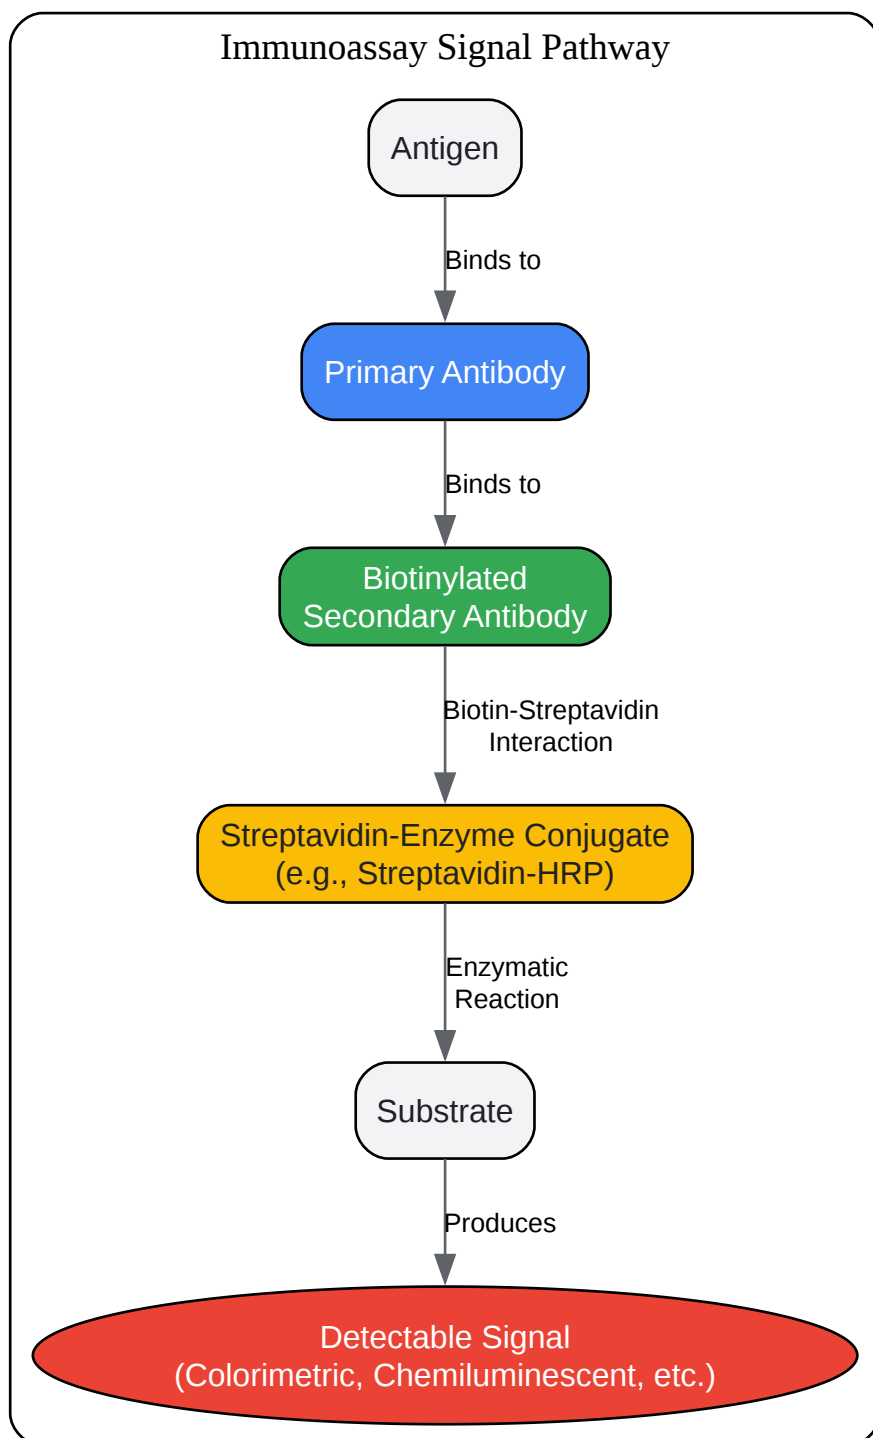 Immunoassay Signal Pathway
Antigen
Binds to
Primary Antibody
Binds to
Biotinylated
Secondary Antibody
Biotin-Streptavidin
Interaction
Streptavidin-Enzyme Conjugate
(e.g., Streptavidin-HRP)
Enzymatic
Reaction
Substrate
Produces
Detectable Signal
(Colorimetric, Chemiluminescent, etc.)